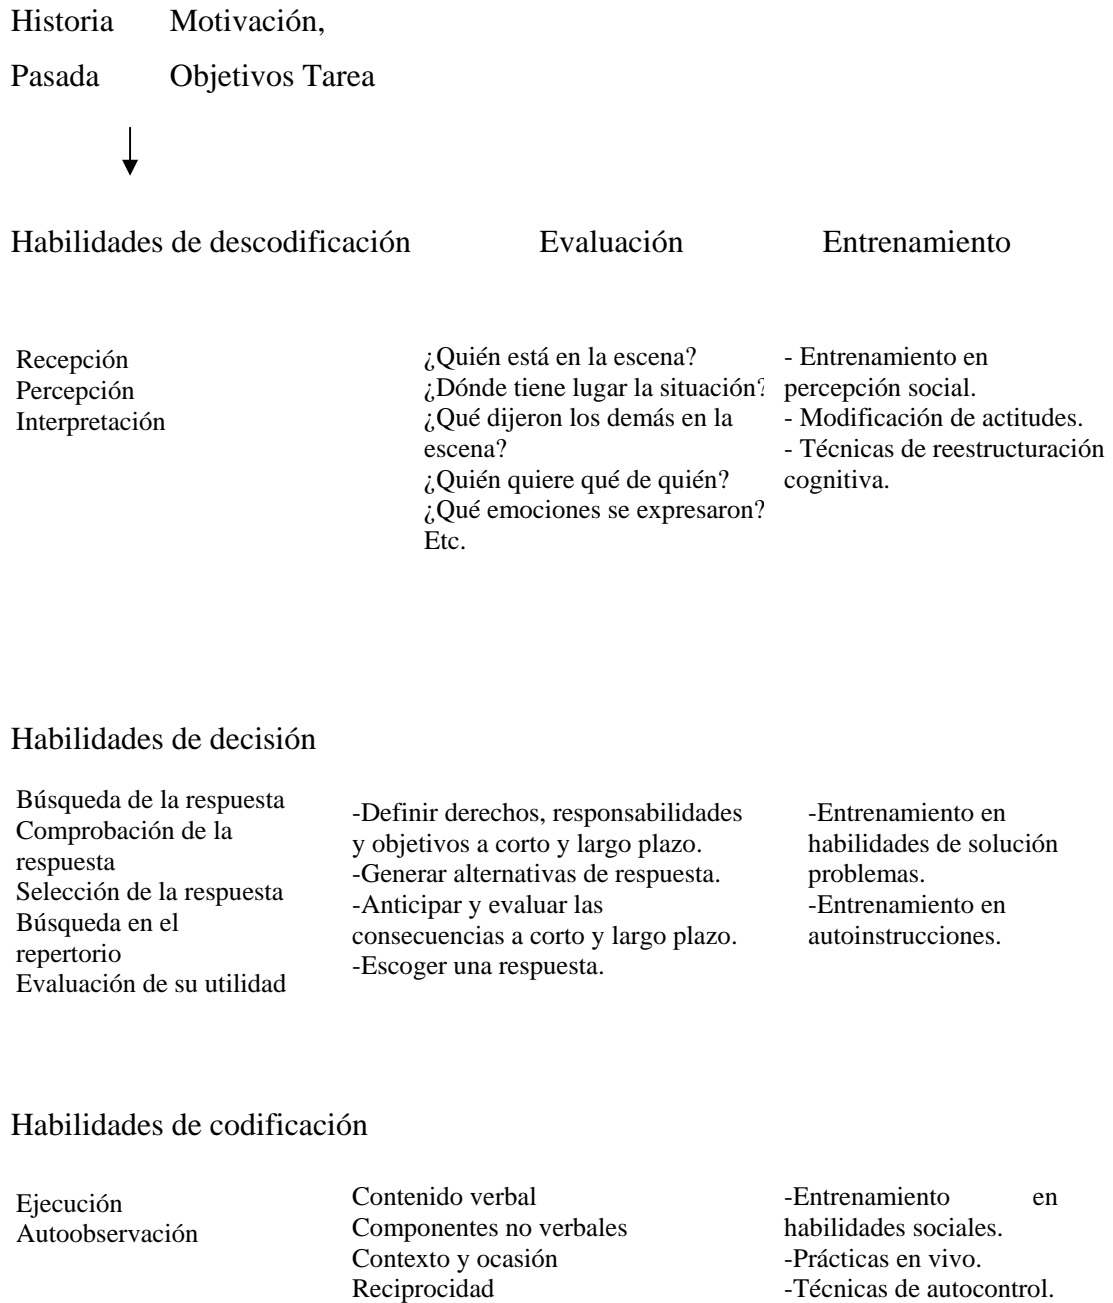 Historia Motivación,
Pasada Objetivos Tarea
Habilidades de descodificación Evaluación Entrenamiento
Recepción
Percepción
Interpretación
¿Quién está en la escena?
¿Dónde tiene lugar la situación?
¿Qué dijeron los demás en la
escena?
¿Quién quiere qué de quién?
¿Qué emociones se expresaron?
Etc.
- Entrenamiento en
percepción social.
- Modificación de actitudes.
- Técnicas de reestructuración
cognitiva.
Habilidades de decisión
Búsqueda de la respuesta
Comprobación de la
respuesta
Selección de la respuesta
Búsqueda en el
repertorio
Evaluación de su utilidad
-Definir derechos, responsabilidades
y objetivos a corto y largo plazo.
-Generar alternativas de respuesta.
-Anticipar y evaluar las
consecuencias a corto y largo plazo.
-Escoger una respuesta.
-Entrenamiento en
habilidades de solución
problemas.
-Entrenamiento en
autoinstrucciones.
Habilidades de codificación
Ejecución
Autoobservación
Contenido verbal
Componentes no verbales
Contexto y ocasión
Reciprocidad
-Entrenamiento en
habilidades sociales.
-Prácticas en vivo.
-Técnicas de autocontrol.